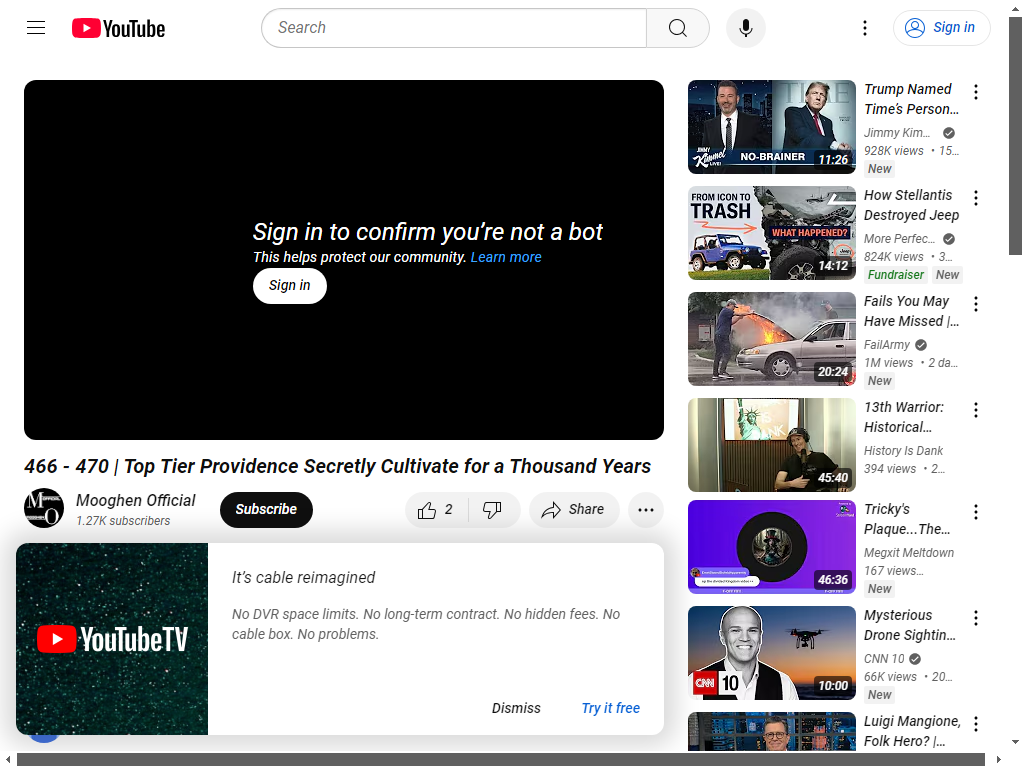 YouTube
Search
Sign in
Sign in to confirm you're not a bot
This helps protect our community. Learn more
Sign in
466 - 470 | Top Tier Providence Secretly Cultivate for a Thousand Years
Mooghen Official
1.27K subscribers
Subscribe
2
Share
YouTubeTV
It's cable reimagined
No DVR space limits. No long-term contract. No hidden fees. No
cable box. No problems.
Dismiss
Try it free
TIME
JIMMY
Kimmel
LIVE!
NO-BRAINER
11:26
Trump Named
Time's Person...
Jimmy Kim...
928K views • 15...
New
FROM ICON TO
TRASH
WHAT HAPPENED?
Jeep
14:12
How Stellantis
Destroyed Jeep
More Perfec...
824K views • 3...
Fundraiser New
20:24
Fails You May
Have Missed |...
FailArmy
1M views • 2 da...
New
45:40
13th Warrior:
Historical...
History Is Dank
394 views • 2...
46:36
Tricky's
Plaque...The...
Megxit Meltdown
167 views...
New
CNN 10
10:00
Mysterious
Drone Sightin...
CNN 10
66K views • 20...
New
Luigi Mangione,
Folk Hero? |...